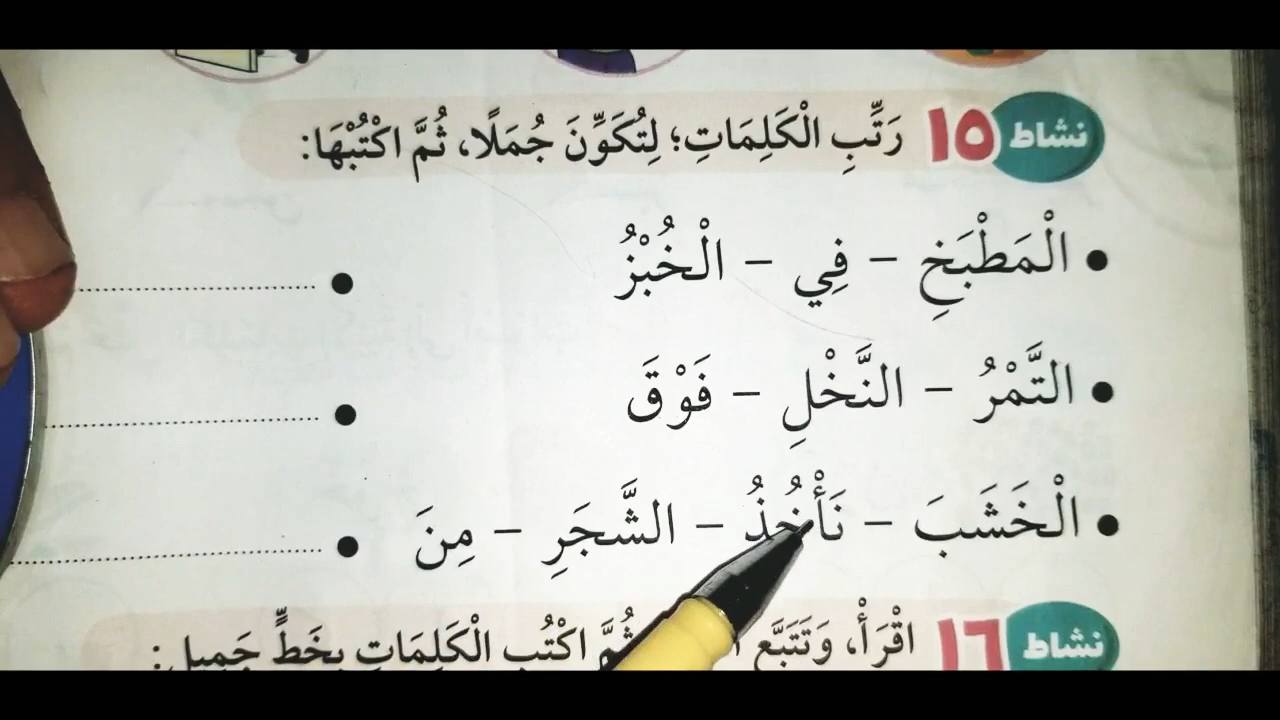 نشاط ١٥ رَتِّبِ الْكَلِمَاتِ؛ لِتُكَوِّنَ جُمَلًا، ثُمَّ اكْتُبْهَا:
• الْمَطْبَخِ – فِي – الْخُبْزُ • ........................
• التَّمْرُ – النَّخْلِ – فَوْقَ • ........................
• الْخَشَبَ – نَأْخُذُ – الشَّجَرِ – مِنَ • ........................
نشاط ١٦ اقْرَأْ، وَتَتَبَّعِ ثُمَّ اكْتُبِ الْكَلِمَاتِ بِخَطٍّ جَمِيلٍ: